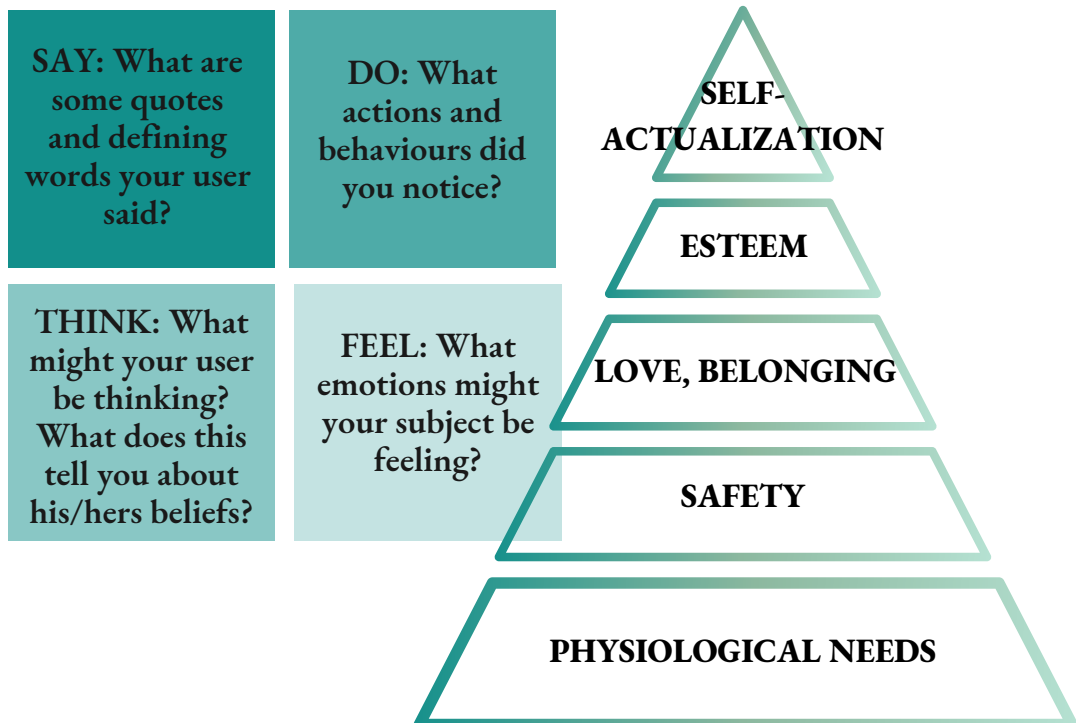 SAY: What are
some quotes
and defining
words your user
said?
DO: What
actions and
behaviours did
you notice?
THINK: What
might your user
be thinking?
What does this
tell you about
his/hers beliefs?
FEEL: What
emotions might
your subject be
feeling?
SELF-
ACTUALIZATION
ESTEEM
LOVE, BELONGING
SAFETY
PHYSIOLOGICAL NEEDS